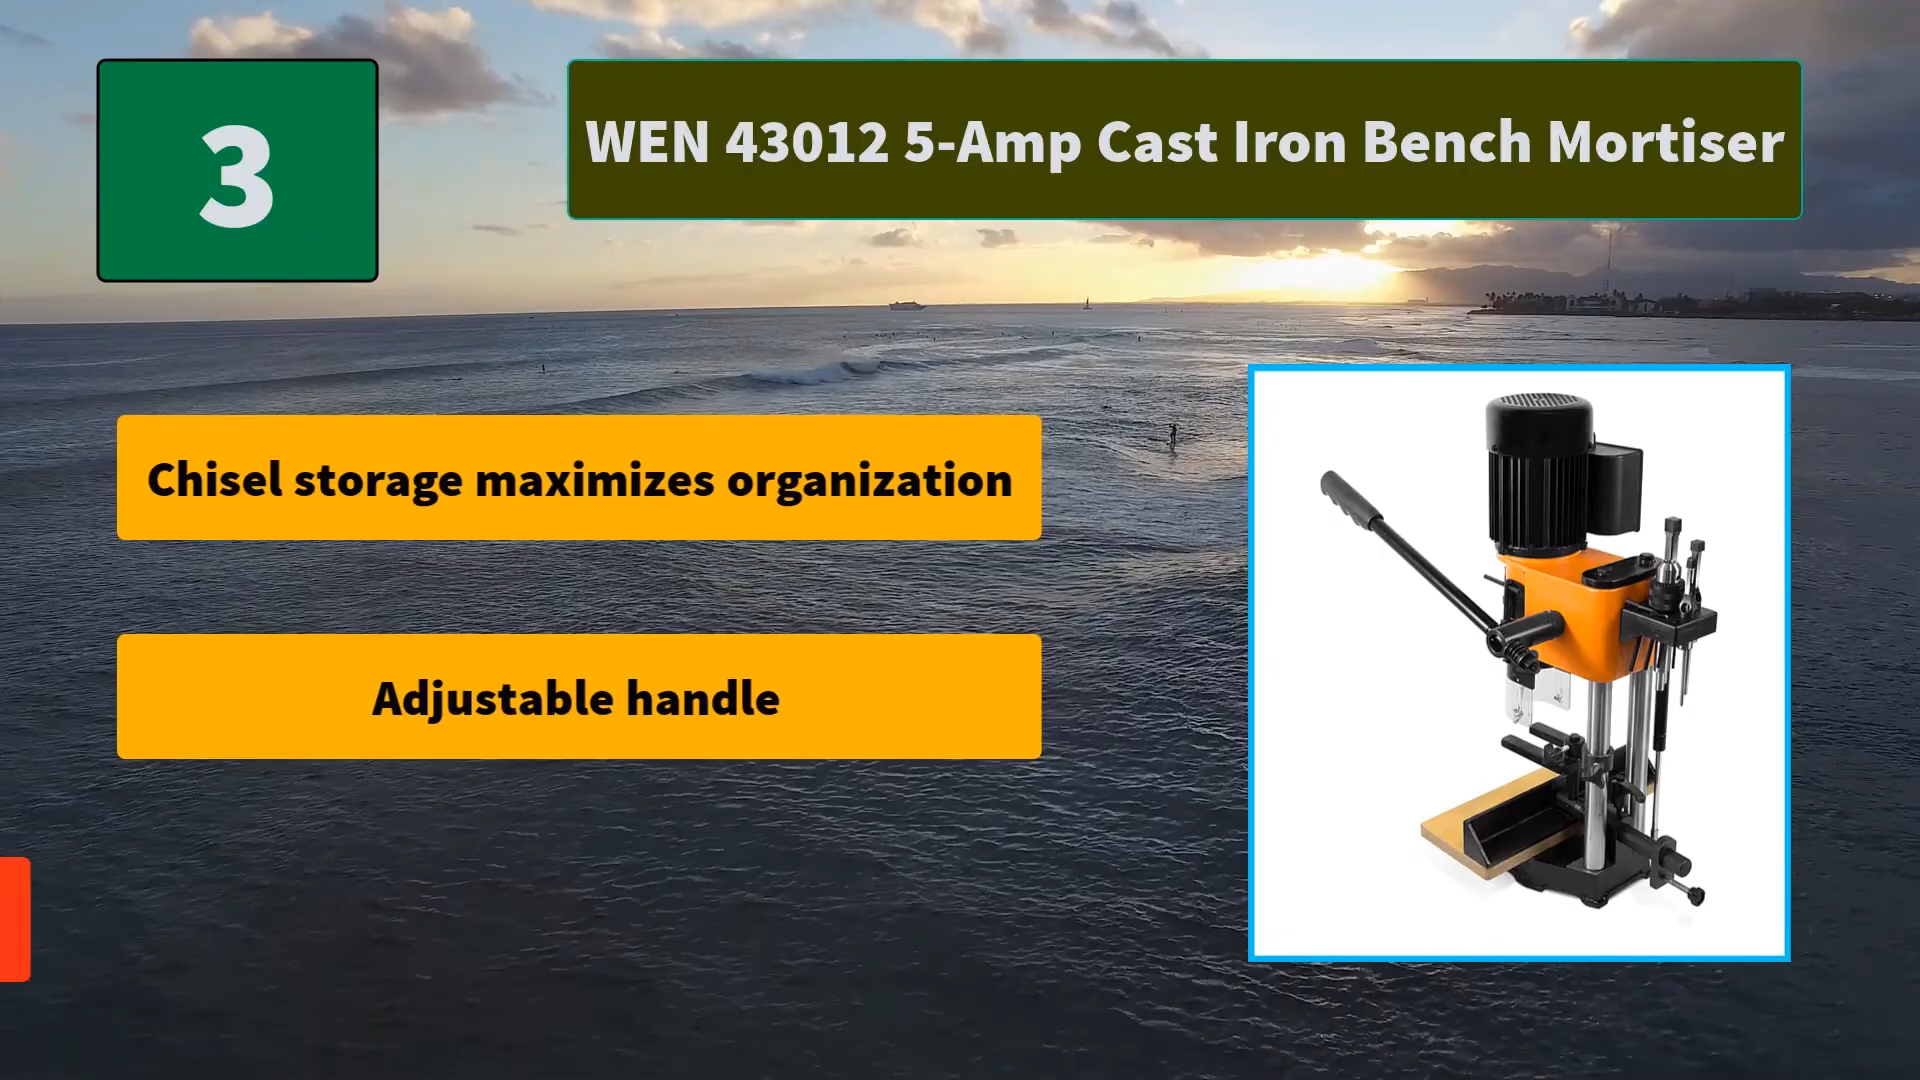 3
WEN 43012 5-Amp Cast Iron Bench Mortiser
Chisel storage maximizes organization
Adjustable handle